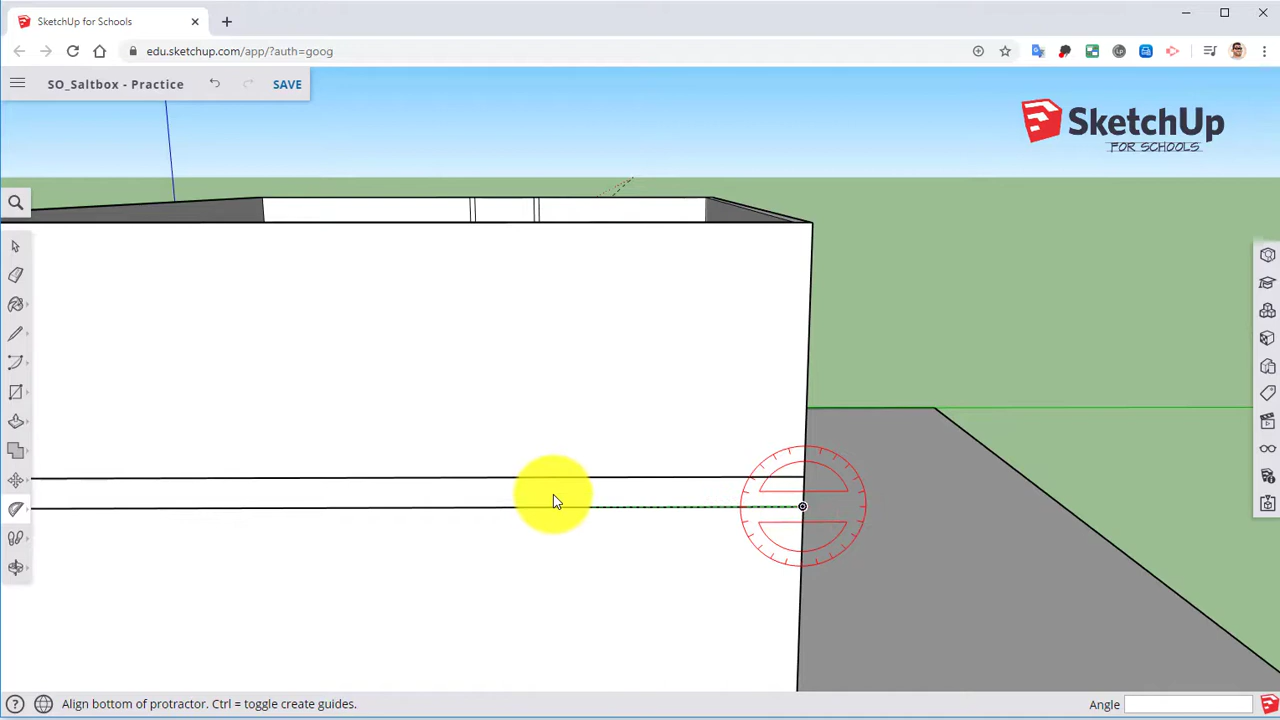 SketchUp for Schools
edu.sketchup.com/app/?auth=goog
SO_Saltbox - Practice
SAVE
SketchUp
FOR SCHOOLS
Align bottom of protractor. Ctrl = toggle create guides.
Angle